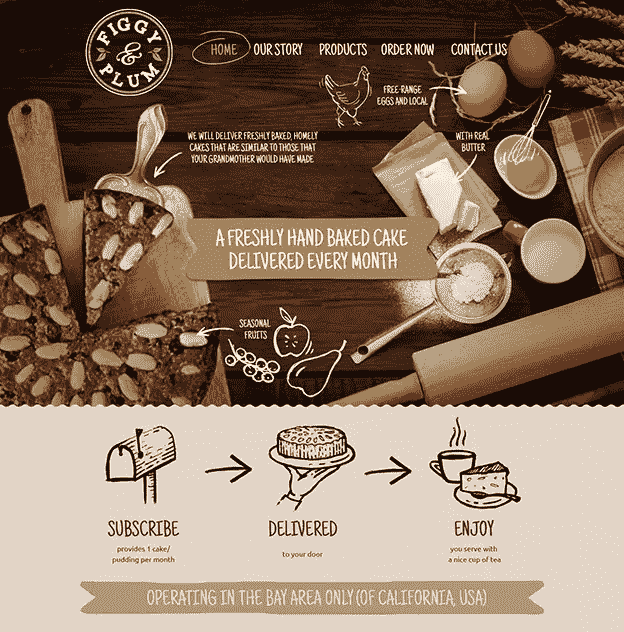 FIGGY
&
PLUM
HOME OUR STORY PRODUCTS ORDER NOW CONTACT US
FREE-RANGE
EGGS AND LOCAL
WE WILL DELIVER FRESHLY BAKED, HOMELY
CAKES THAT ARE SIMILAR TO THOSE THAT
YOUR GRANDMOTHER WOULD HAVE MADE
WITH REAL
BUTTER
A FRESHLY HAND BAKED CAKE
DELIVERED EVERY MONTH
SEASONAL
FRUITS
SUBSCRIBE
provides 1 cake/
pudding per month
DELIVERED
to your door
ENJOY
you serve with
a nice cup of tea
OPERATING IN THE BAY AREA ONLY (OF CALIFORNIA, USA)